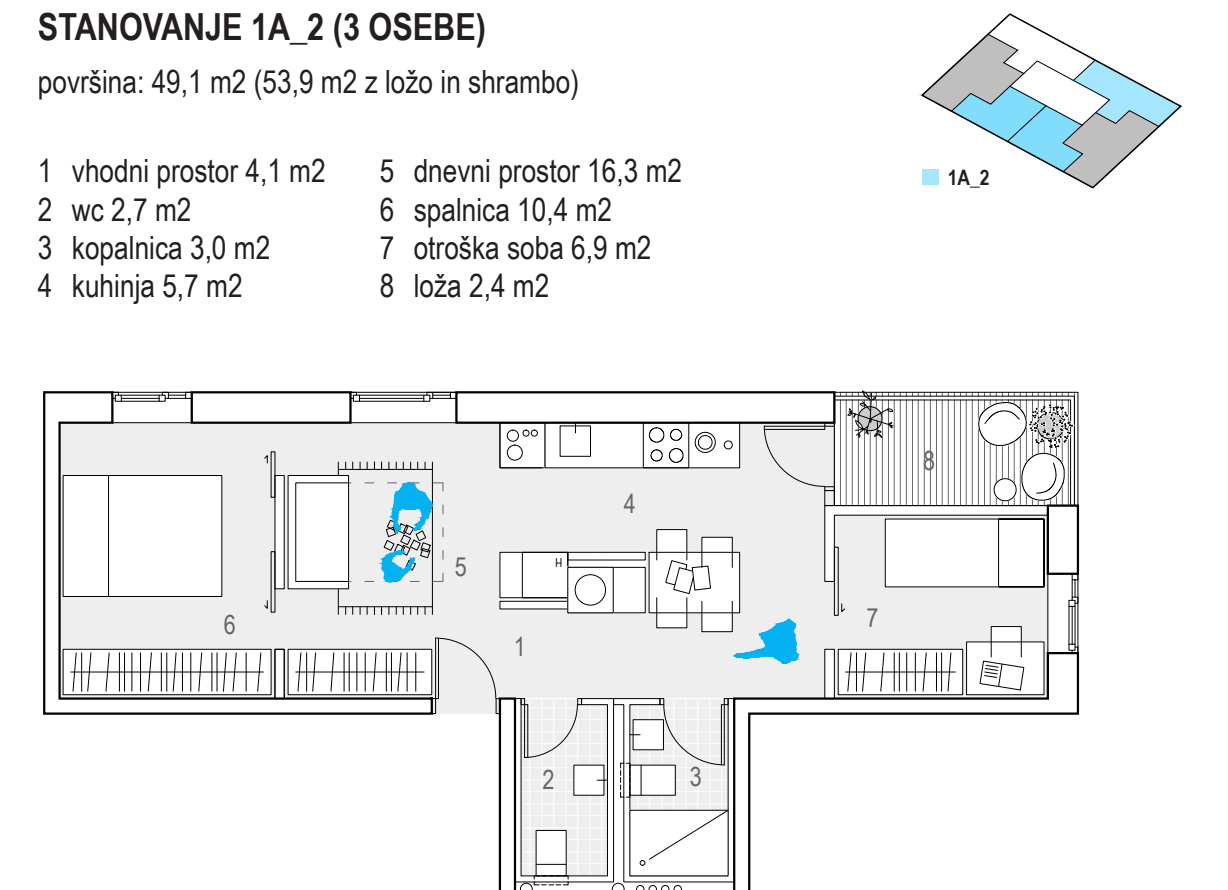 STANOVANJE 1A_2 (3 OSEBE)
površina: 49,1 m2 (53,9 m2 z ložo in shrambo)
1 vhodni prostor 4,1 m2
2 wc 2,7 m2
3 kopalnica 3,0 m2
4 kuhinja 5,7 m2
5 dnevni prostor 16,3 m2
6 spalnica 10,4 m2
7 otroška soba 6,9 m2
8 loža 2,4 m2
1A_2
8
4
H
5
6
7
1
2
3